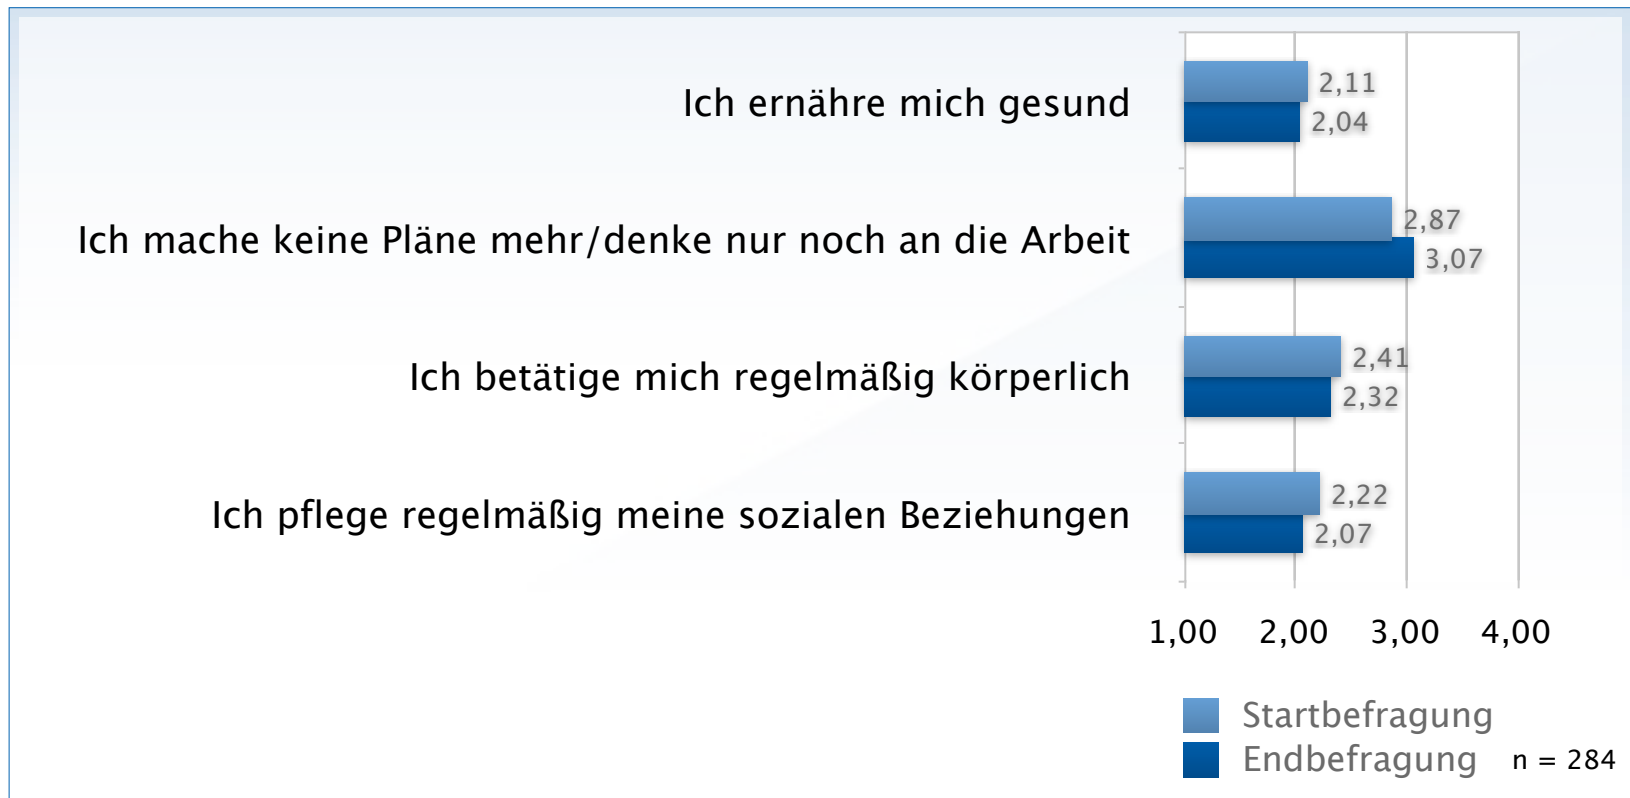 Ich ernähre mich gesund
2,11
2,04
Ich mache keine Pläne mehr/denke nur noch an die Arbeit
2,87
3,07
Ich betätige mich regelmäßig körperlich
2,41
2,32
Ich pflege regelmäßig meine sozialen Beziehungen
2,22
2,07
1,00 2,00 3,00 4,00
Startbefragung
Endbefragung n = 284